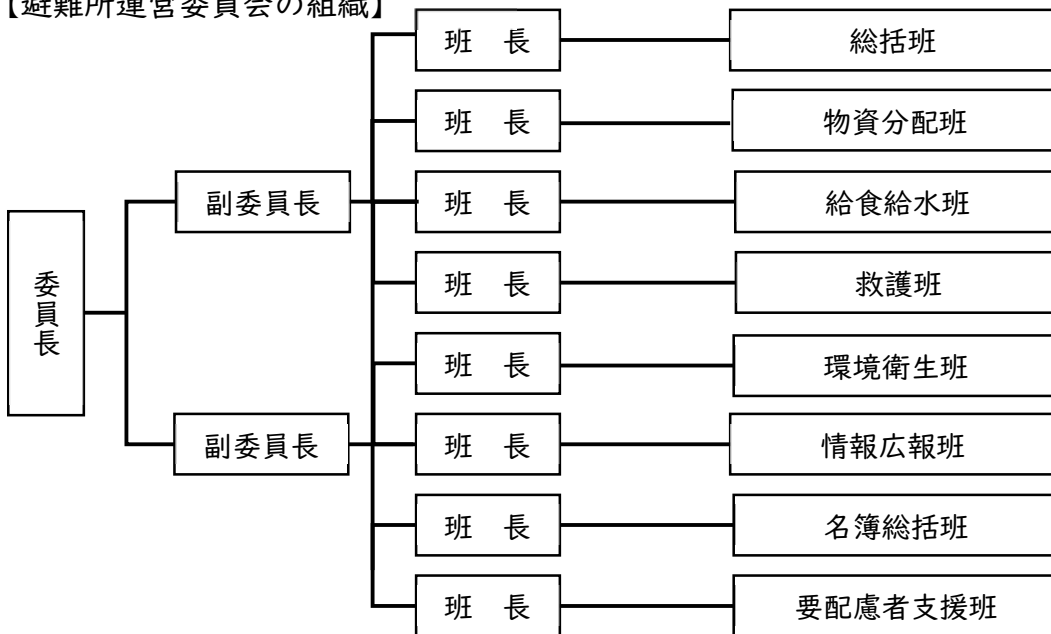 【避難所運営委員会の組織】
班　長
総括班
班　長
物資分配班
副委員長
班　長
給食給水班
委員長
班　長
救護班
班　長
環境衛生班
副委員長
班　長
情報広報班
班　長
名簿総括班
班　長
要配慮者支援班